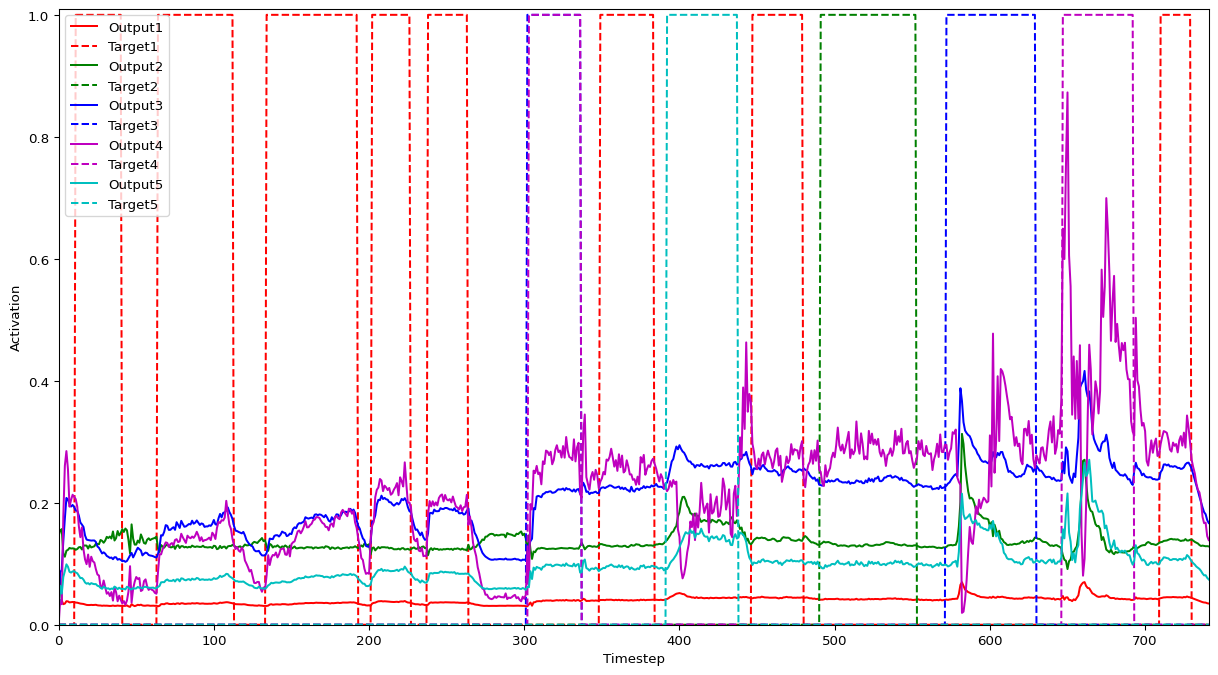 1.0
0.8
0.6
0.4
0.2
0.0
Activation
Output1
Target1
Output2
Target2
Output3
Target3
Output4
Target4
Output5
Target5
0 100 200 300 400 500 600 700
Timestep